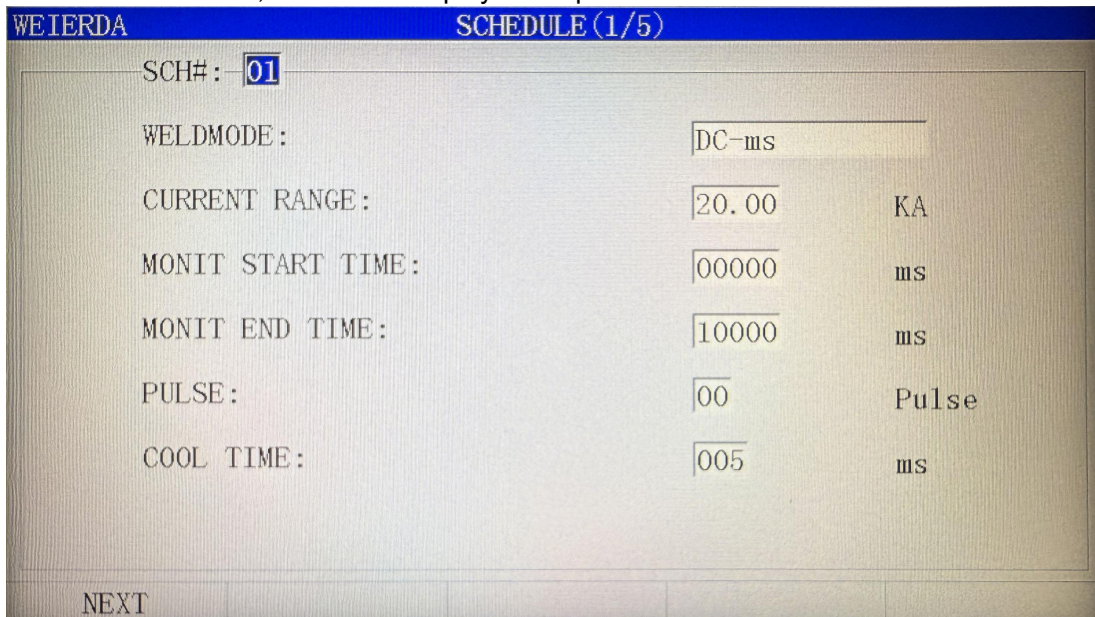 WEIERDA SCHEDULE(1/5)
SCH#: 01
WELDMODE: DC-ms
CURRENT RANGE: 20.00 KA
MONIT START TIME: 00000 ms
MONIT END TIME: 10000 ms
PULSE: 00 Pulse
COOL TIME: 005 ms
NEXT